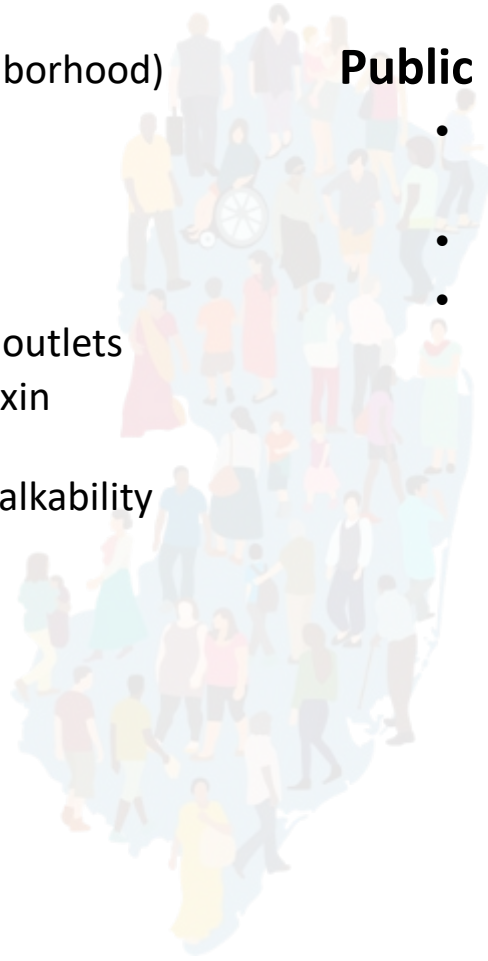 borhood)
Public
•
•
•
outlets
xin
alkability